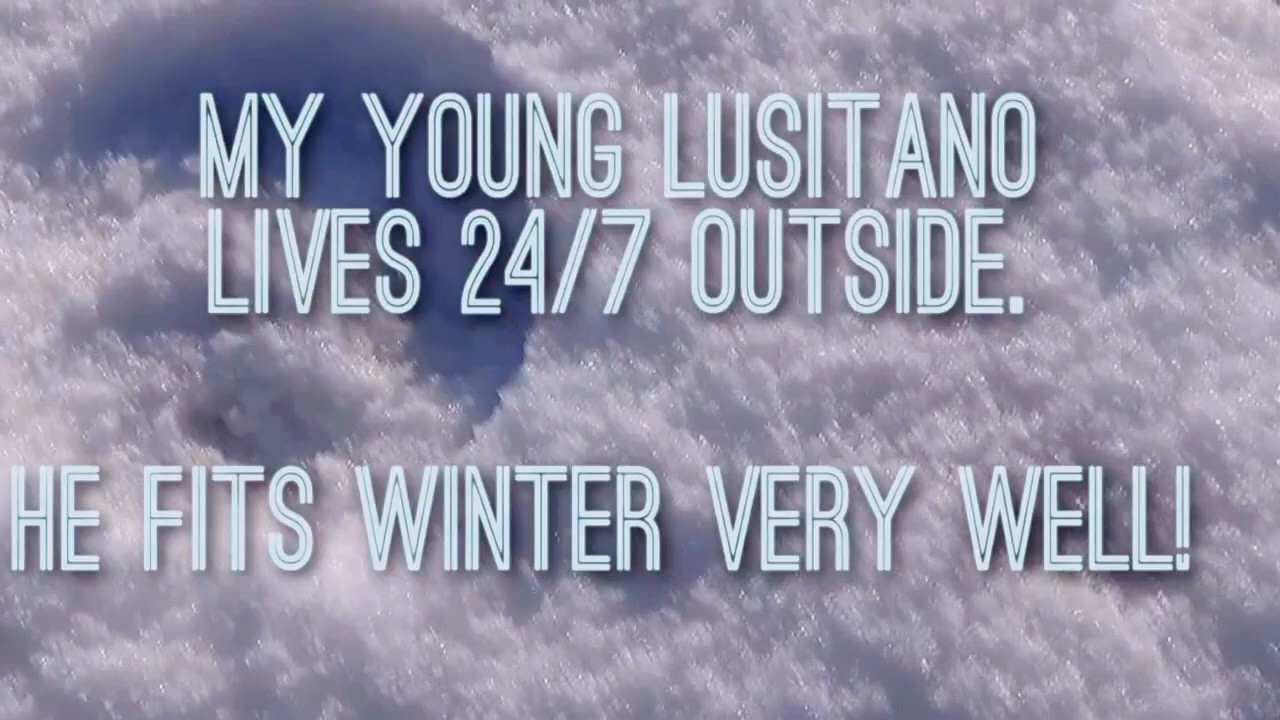 MY YOUNG LUSITANO
LIVES 24/7 OUTSIDE.
HE FITS WINTER VERY WELL!